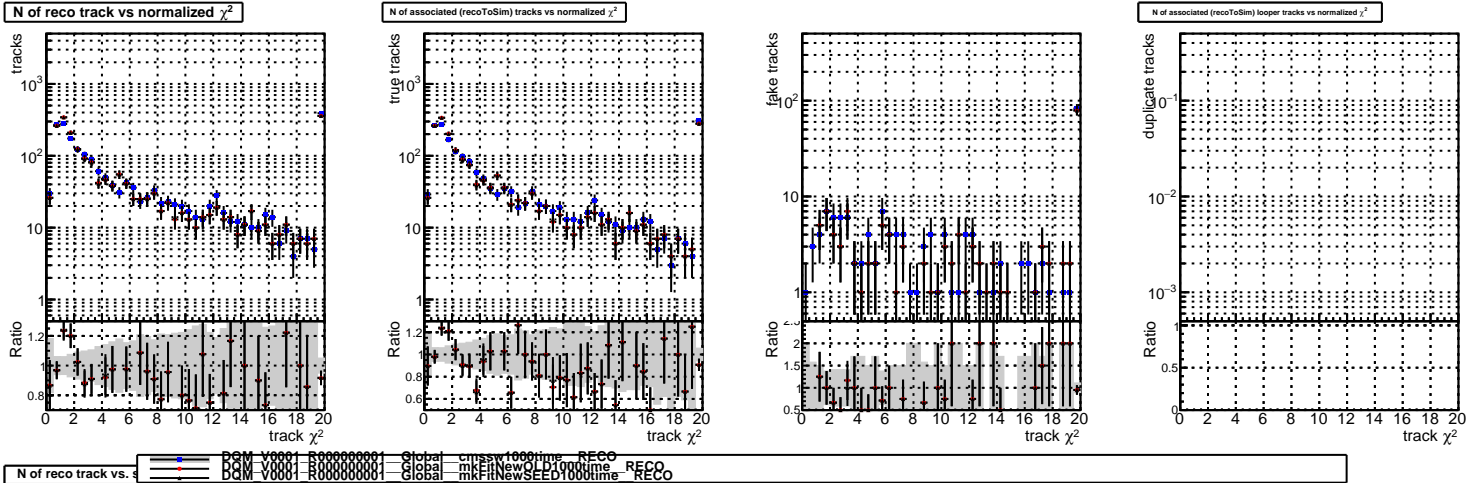 N of reco track vs normalized χ²
N of associated (recoToSim) tracks vs normalized χ²
N of associated (recoToSim) looper tracks vs normalized χ²
tracks
10³
10²
10
1
Ratio
1.2
1
0.8
0 2 4 6 8 10 12 14 16 18 20
track χ²
true tracks
10³
10²
10
1
Ratio
1.2
1
0.8
0.6
0 2 4 6 8 10 12 14 16 18 20
track χ²
fake tracks
10²
10
1
Ratio
2.5
2
1.5
1
0.5
0 2 4 6 8 10 12 14 16 18 20
track χ²
duplicate tracks
10⁻¹
10⁻²
10⁻³
Ratio
1
0.5
0
0 2 4 6 8 10 12 14 16 18 20
track χ²
DQM_V0001_R000000001__Global__cmssw1000time__RECO
DQM_V0001_R000000001__Global__mkFitNewOLD1000time__RECO
DQM_V0001_R000000001__Global__mkFitNewSEED1000time__RECO
N of reco track vs.